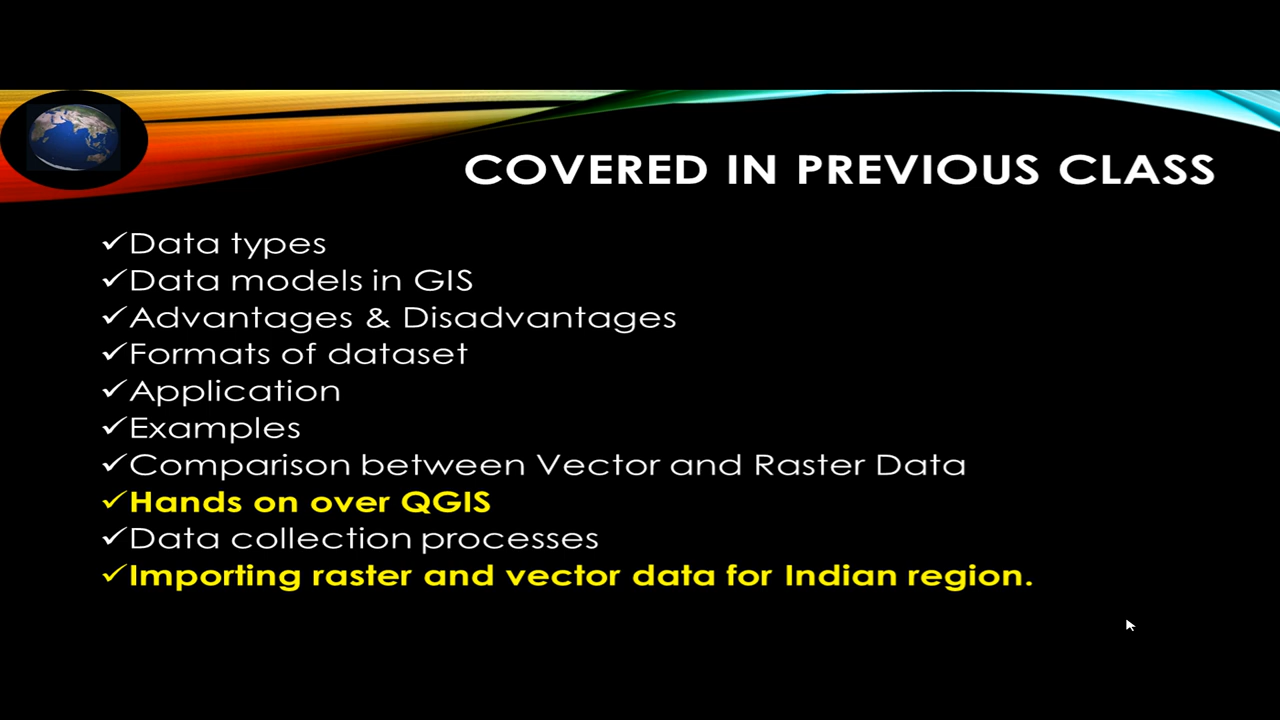 COVERED IN PREVIOUS CLASS
✓Data types
✓Data models in GIS
✓Advantages & Disadvantages
✓Formats of dataset
✓Application
✓Examples
✓Comparison between Vector and Raster Data
✓Hands on over QGIS
✓Data collection processes
✓Importing raster and vector data for Indian region.